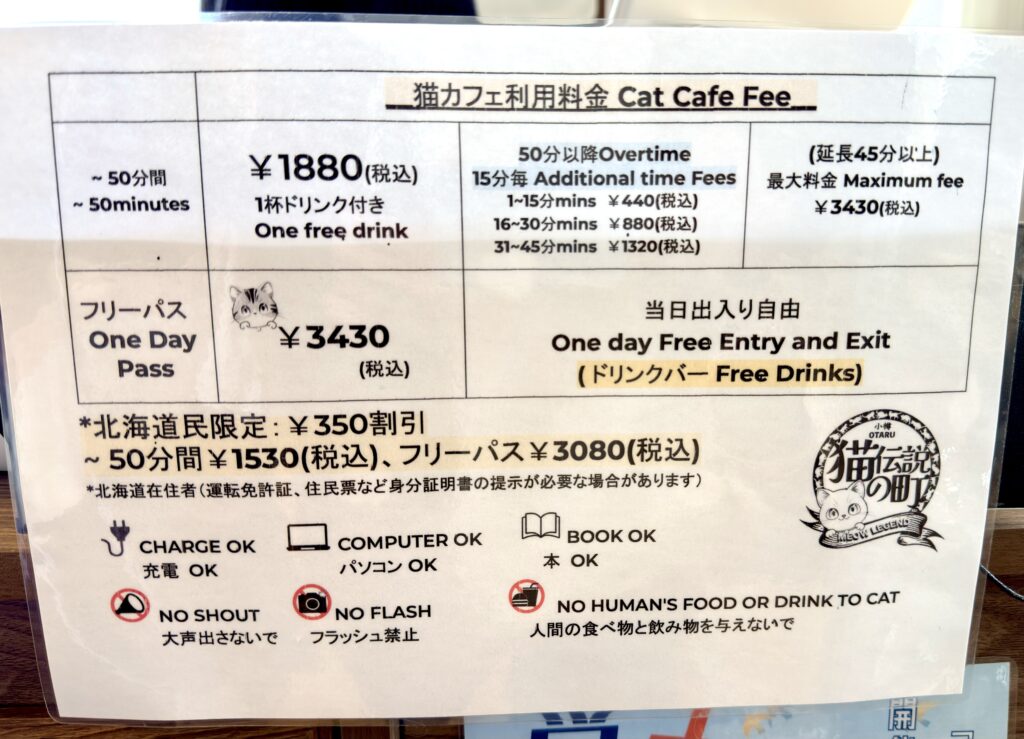 猫カフェ利用料金 Cat Cafe Fee
~ 50分間
~ 50minutes
￥1880(税込)
1杯ドリンク付き
One free drink
50分以降Overtime
15分毎 Additional time Fees
1~15分mins ￥440(税込)
16~30分mins ￥880(税込)
31~45分mins ￥1320(税込)
(延長45分以上)
最大料金 Maximum fee
￥3430(税込)
フリーパス
One Day
Pass
￥3430
(税込)
当日出入り自由
One day Free Entry and Exit
(ドリンクバー Free Drinks)
*北海道民限定：￥350割引
~ 50分間￥1530(税込)、フリーパス￥3080(税込)
*北海道在住者（運転免許証、住民票など身分証明書の提示が必要な場合があります）
小樽
OTARU
猫伝説
の町
MEOW LEGEND
CHARGE OK
充電 OK
COMPUTER OK
パソコン OK
BOOK OK
本 OK
NO SHOUT
大声出さないで
NO FLASH
フラッシュ禁止
NO HUMAN'S FOOD OR DRINK TO CAT
人間の食べ物と飲み物を与えないで